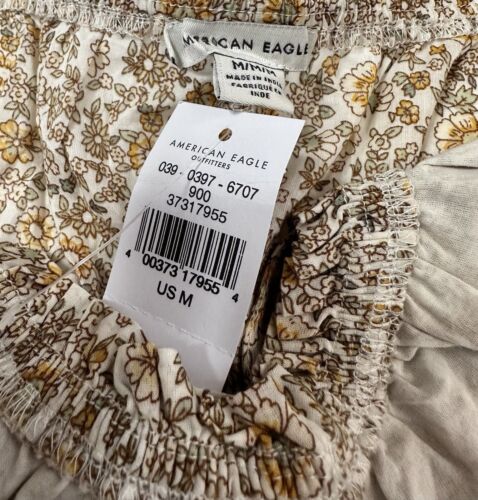 AMERICAN EAGLE
M/M/M
MADE IN INDIA
FABRIQUÉ EN
INDE
AMERICAN EAGLE
OUTFITTERS
039 - 0397 - 6707
900
37317955
4 00373 17955 4
US M